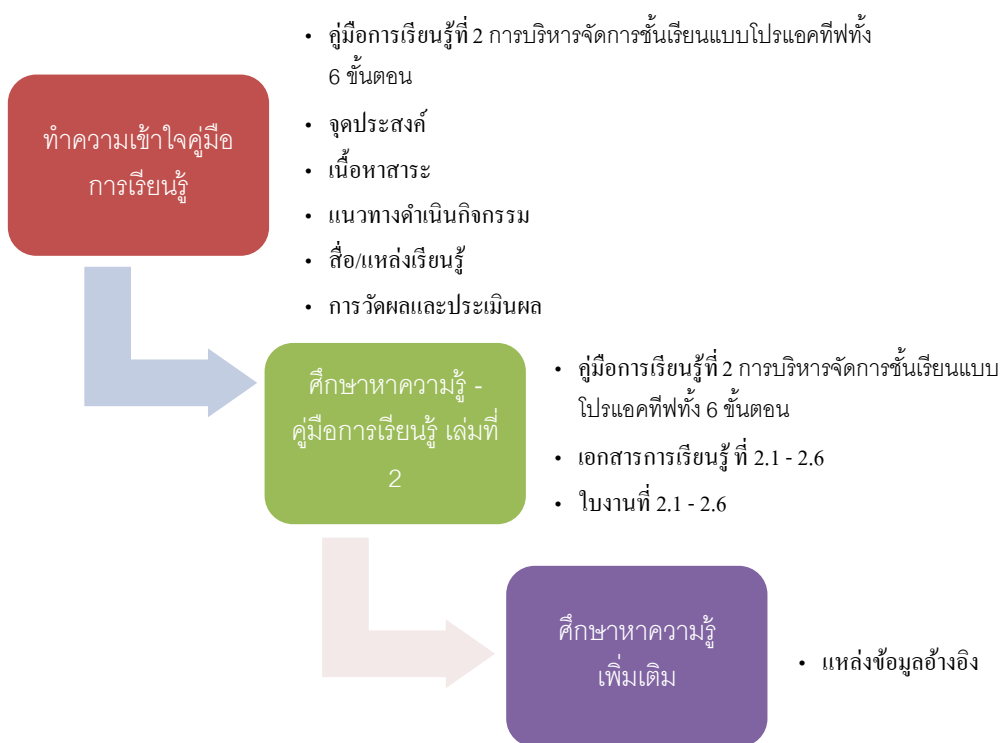 ทำความเข้าใจคู่มือ
การเรียนรู้
• คู่มือการเรียนรู้ที่ 2 การบริหารจัดการชั้นเรียนแบบโปรแอคทีฟทั้ง
6 ขั้นตอน
• จุดประสงค์
• เนื้อหาสาระ
• แนวทางดำเนินกิจกรรม
• สื่อ/แหล่งเรียนรู้
• การวัดผลและประเมินผล
ศึกษาหาความรู้ -
คู่มือการเรียนรู้ เล่มที่
2
• คู่มือการเรียนรู้ที่ 2 การบริหารจัดการชั้นเรียนแบบ
โปรแอคทีฟทั้ง 6 ขั้นตอน
• เอกสารการเรียนรู้ ที่ 2.1 - 2.6
• ใบงานที่ 2.1 - 2.6
ศึกษาหาความรู้
เพิ่มเติม
• แหล่งข้อมูลอ้างอิง